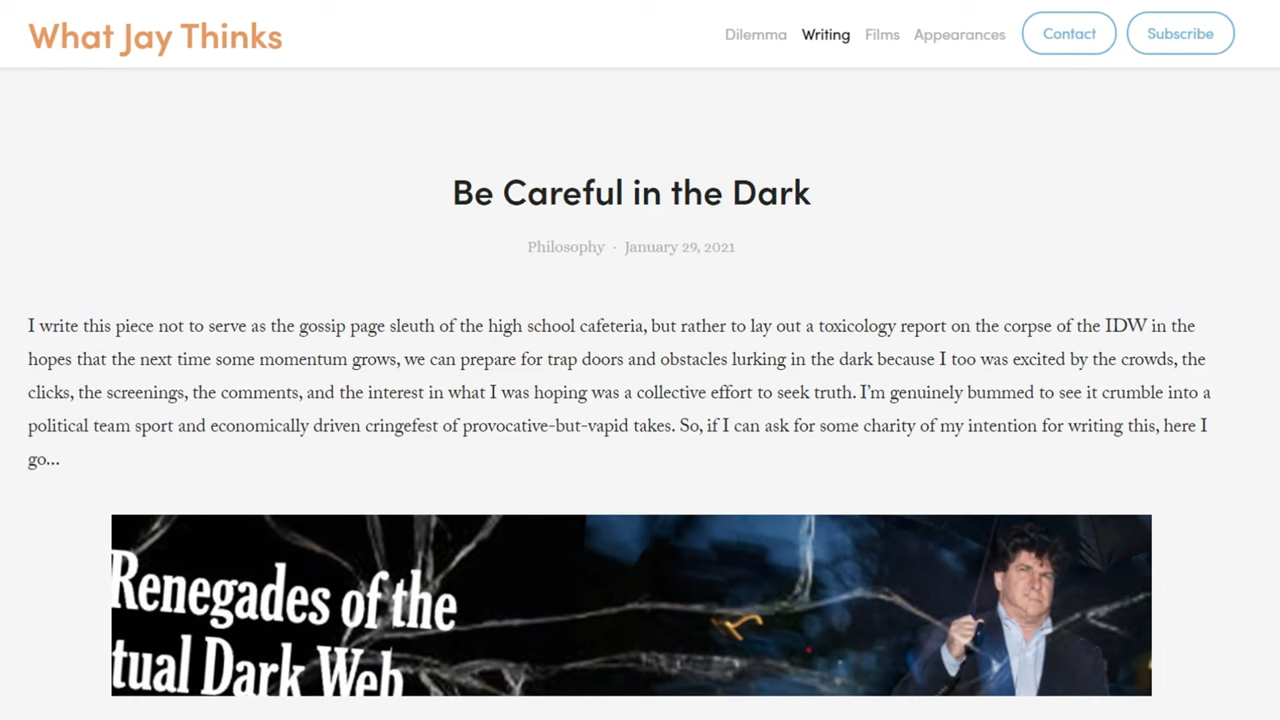 What Jay Thinks
Dilemma Writing Films Appearances Contact Subscribe
Be Careful in the Dark
Philosophy · January 29, 2021
I write this piece not to serve as the gossip page sleuth of the high school cafeteria, but rather to lay out a toxicology report on the corpse of the IDW in the
hopes that the next time some momentum grows, we can prepare for trap doors and obstacles lurking in the dark because I too was excited by the crowds, the
clicks, the screenings, the comments, and the interest in what I was hoping was a collective effort to seek truth. I’m genuinely bummed to see it crumble into a
political team sport and economically driven cringefest of provocative-but-vapid takes. So, if I can ask for some charity of my intention for writing this, here I
go...
Renegades of the
tual Dark Web